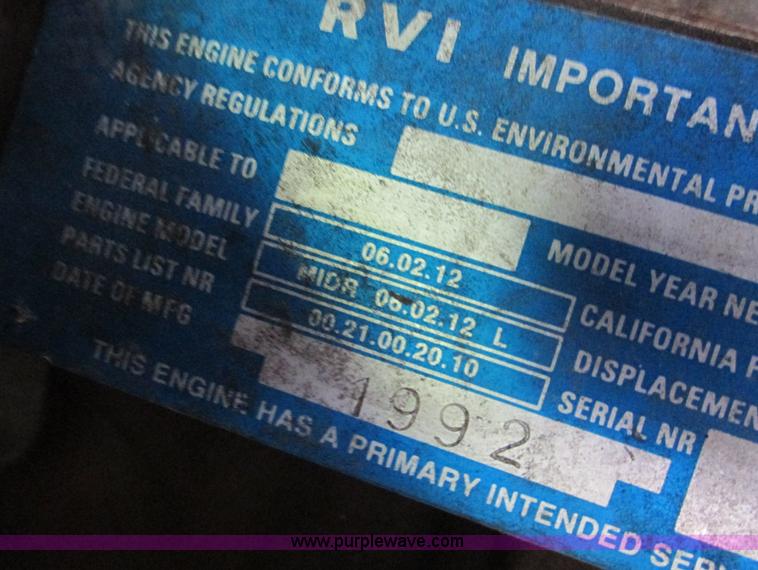 RVI IMPORTAN
THIS ENGINE CONFORMS TO U.S. ENVIRONMENTAL PR
AGENCY REGULATIONS
APPLICABLE TO MODEL YEAR NE
FEDERAL FAMILY 06.02.12 CALIFORNIA F
ENGINE MODEL MIDR 06.02.12 L DISPLACEMEN
PARTS LIST NR 00.21.00.20.10 SERIAL NR
DATE OF MFG 1992
THIS ENGINE HAS A PRIMARY INTENDED SER
www.purplewave.com